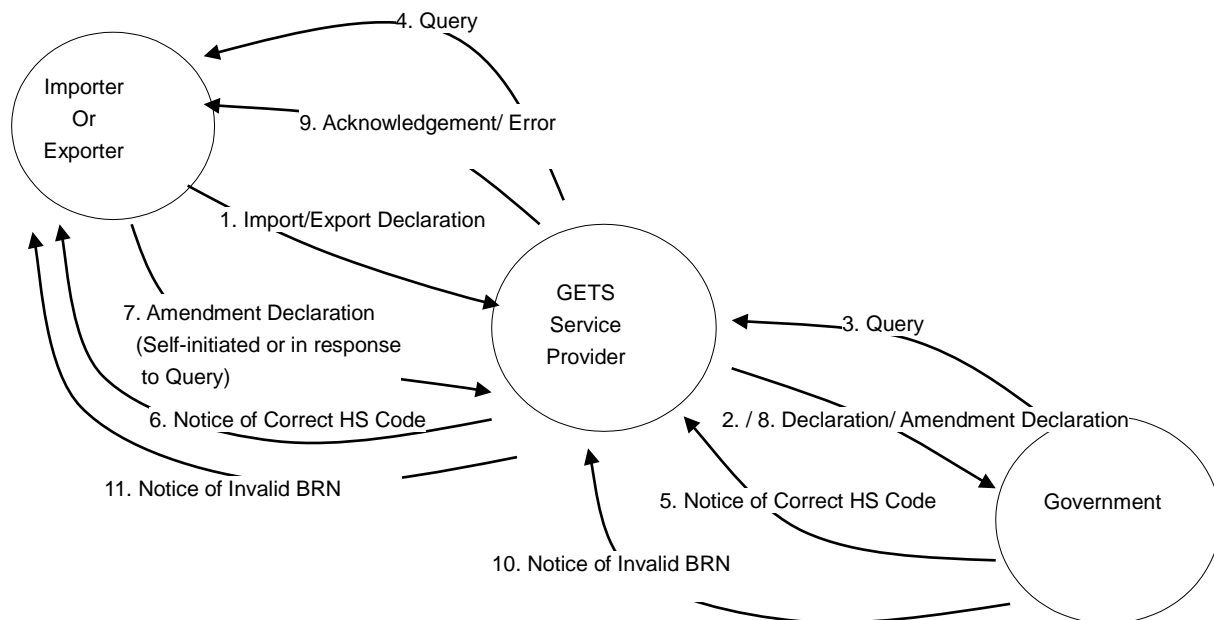 4. Query
Importer
Or
Exporter
9. Acknowledgement/ Error
1. Import/Export Declaration
GETS
Service
Provider
7. Amendment Declaration
(Self-initiated or in response
to Query)
3. Query
6. Notice of Correct HS Code
2. / 8. Declaration/ Amendment Declaration
11. Notice of Invalid BRN
5. Notice of Correct HS Code
Government
10. Notice of Invalid BRN